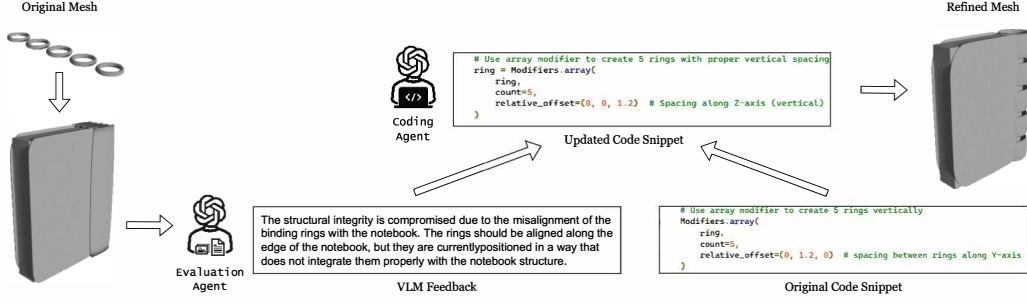 Original Mesh
Refined Mesh
# Use array modifier to create 5 rings with proper vertical spacing
ring = Modifiers.array(
ring,
count=5,
relative_offset=(0, 0, 1.2)  # Spacing along Z-axis (vertical)
)
</>
Coding
Agent
Updated Code Snippet
The structural integrity is compromised due to the misalignment of the
binding rings with the notebook. The rings should be aligned along the
edge of the notebook, but they are currentlypositioned in a way that
does not integrate them properly with the notebook structure.
Evaluation
Agent
VLM Feedback
# Use array modifier to create 5 rings vertically
Modifiers.array(
ring,
count=5,
relative_offset=(0, 1.2, 0)  # spacing between rings along Y-axis
)
Original Code Snippet